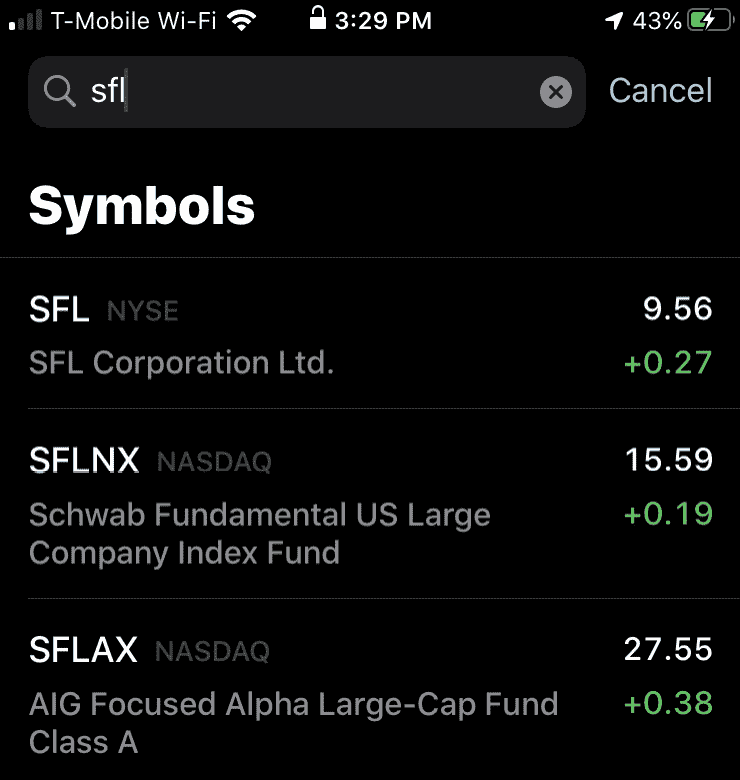 T-Mobile Wi-Fi 3:29 PM 43%
sfl Cancel
Symbols
SFL NYSE 9.56
SFL Corporation Ltd. +0.27
SFLNX NASDAQ 15.59
Schwab Fundamental US Large +0.19
Company Index Fund
SFLAX NASDAQ 27.55
AIG Focused Alpha Large-Cap Fund +0.38
Class A